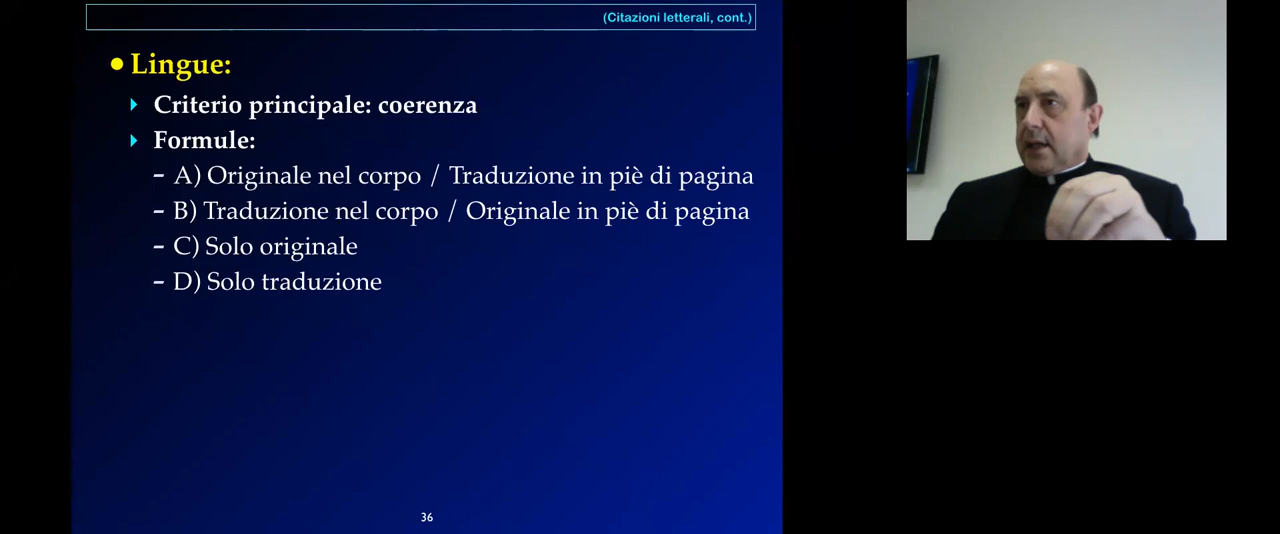 (Citazioni letterali, cont.)
•Lingue:
Criterio principale: coerenza
Formule:
- A) Originale nel corpo / Traduzione in piè di pagina
- B) Traduzione nel corpo / Originale in piè di pagina
- C) Solo originale
- D) Solo traduzione
36